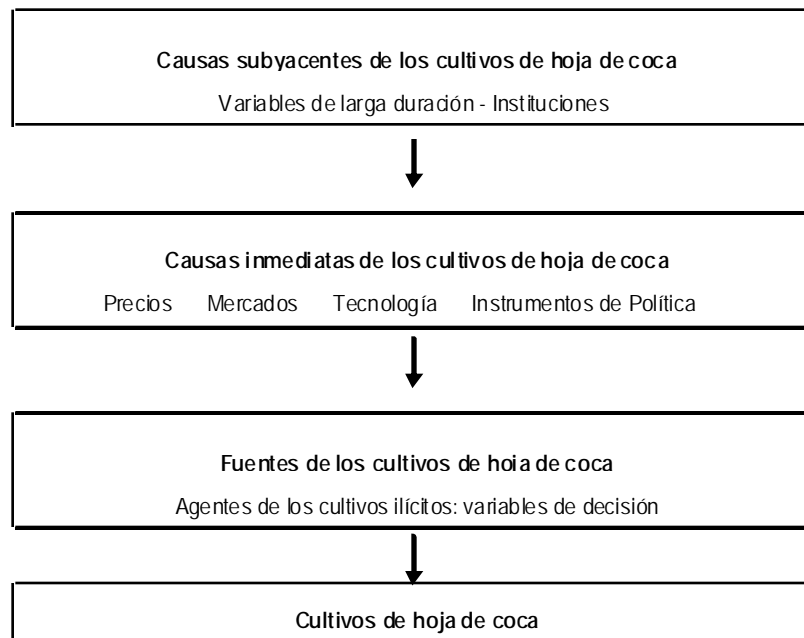 Causas subyacentes de los cultivos de hoja de coca
Variables de larga duración - Instituciones
Causas inmediatas de los cultivos de hoja de coca
Precios Mercados Tecnología Instrumentos de Política
Fuentes de los cultivos de hoja de coca
Agentes de los cultivos ilícitos: variables de decisión
Cultivos de hoja de coca